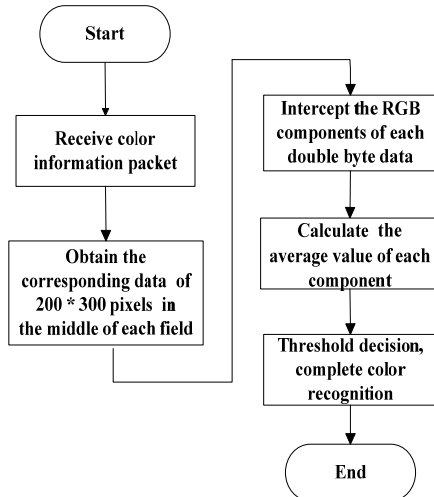 Start
Receive color
information packet
Obtain the
corresponding data of
200 * 300 pixels in
the middle of each field
Intercept the RGB
components of each
double byte data
Calculate the
average value of each
component
Threshold decision,
complete color
recognition
End